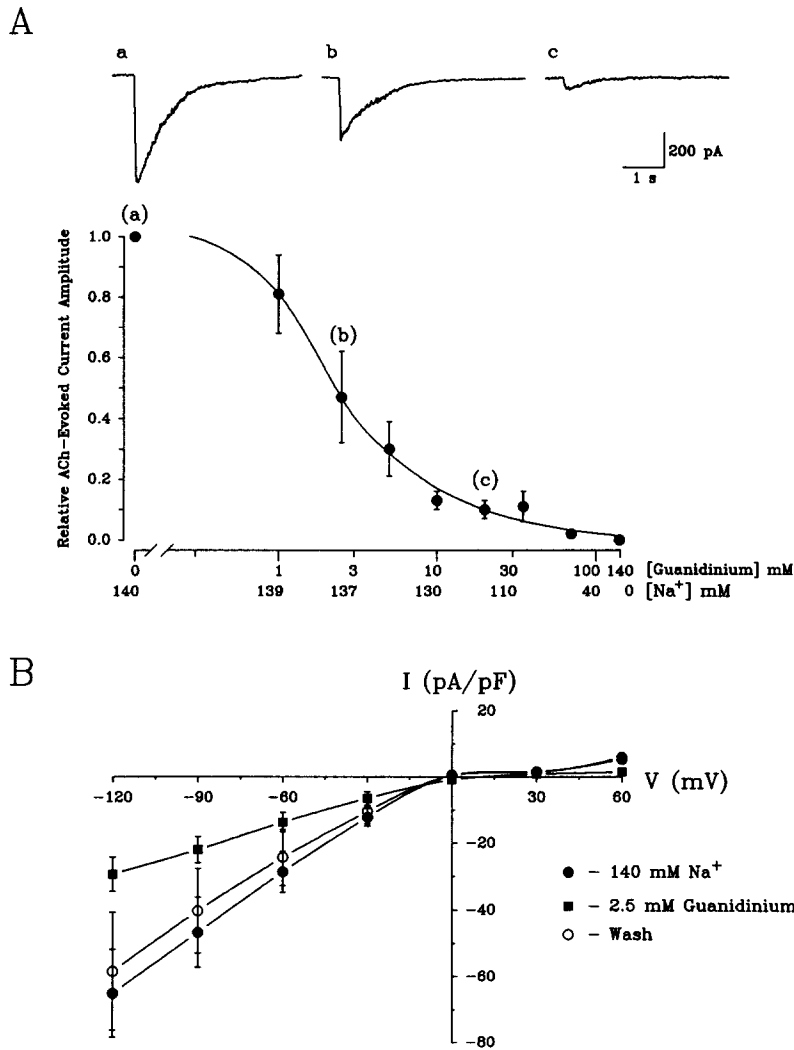 A
a b c
200 pA
1 s
Relative ACh-Evoked Current Amplitude
(a)
1.0
0.8
(b)
0.6
0.4
(c)
0.2
0.0
0 1 3 10 30 100 140 [Guanidinium] mM
140 139 137 130 110 40 0 [Na+] mM
B
I (pA/pF)
20
V (mV)
-120 -90 -60 30 60
-20
-40
-60
-80
- 140 mM Na+
- 2.5 mM Guanidinium
- Wash